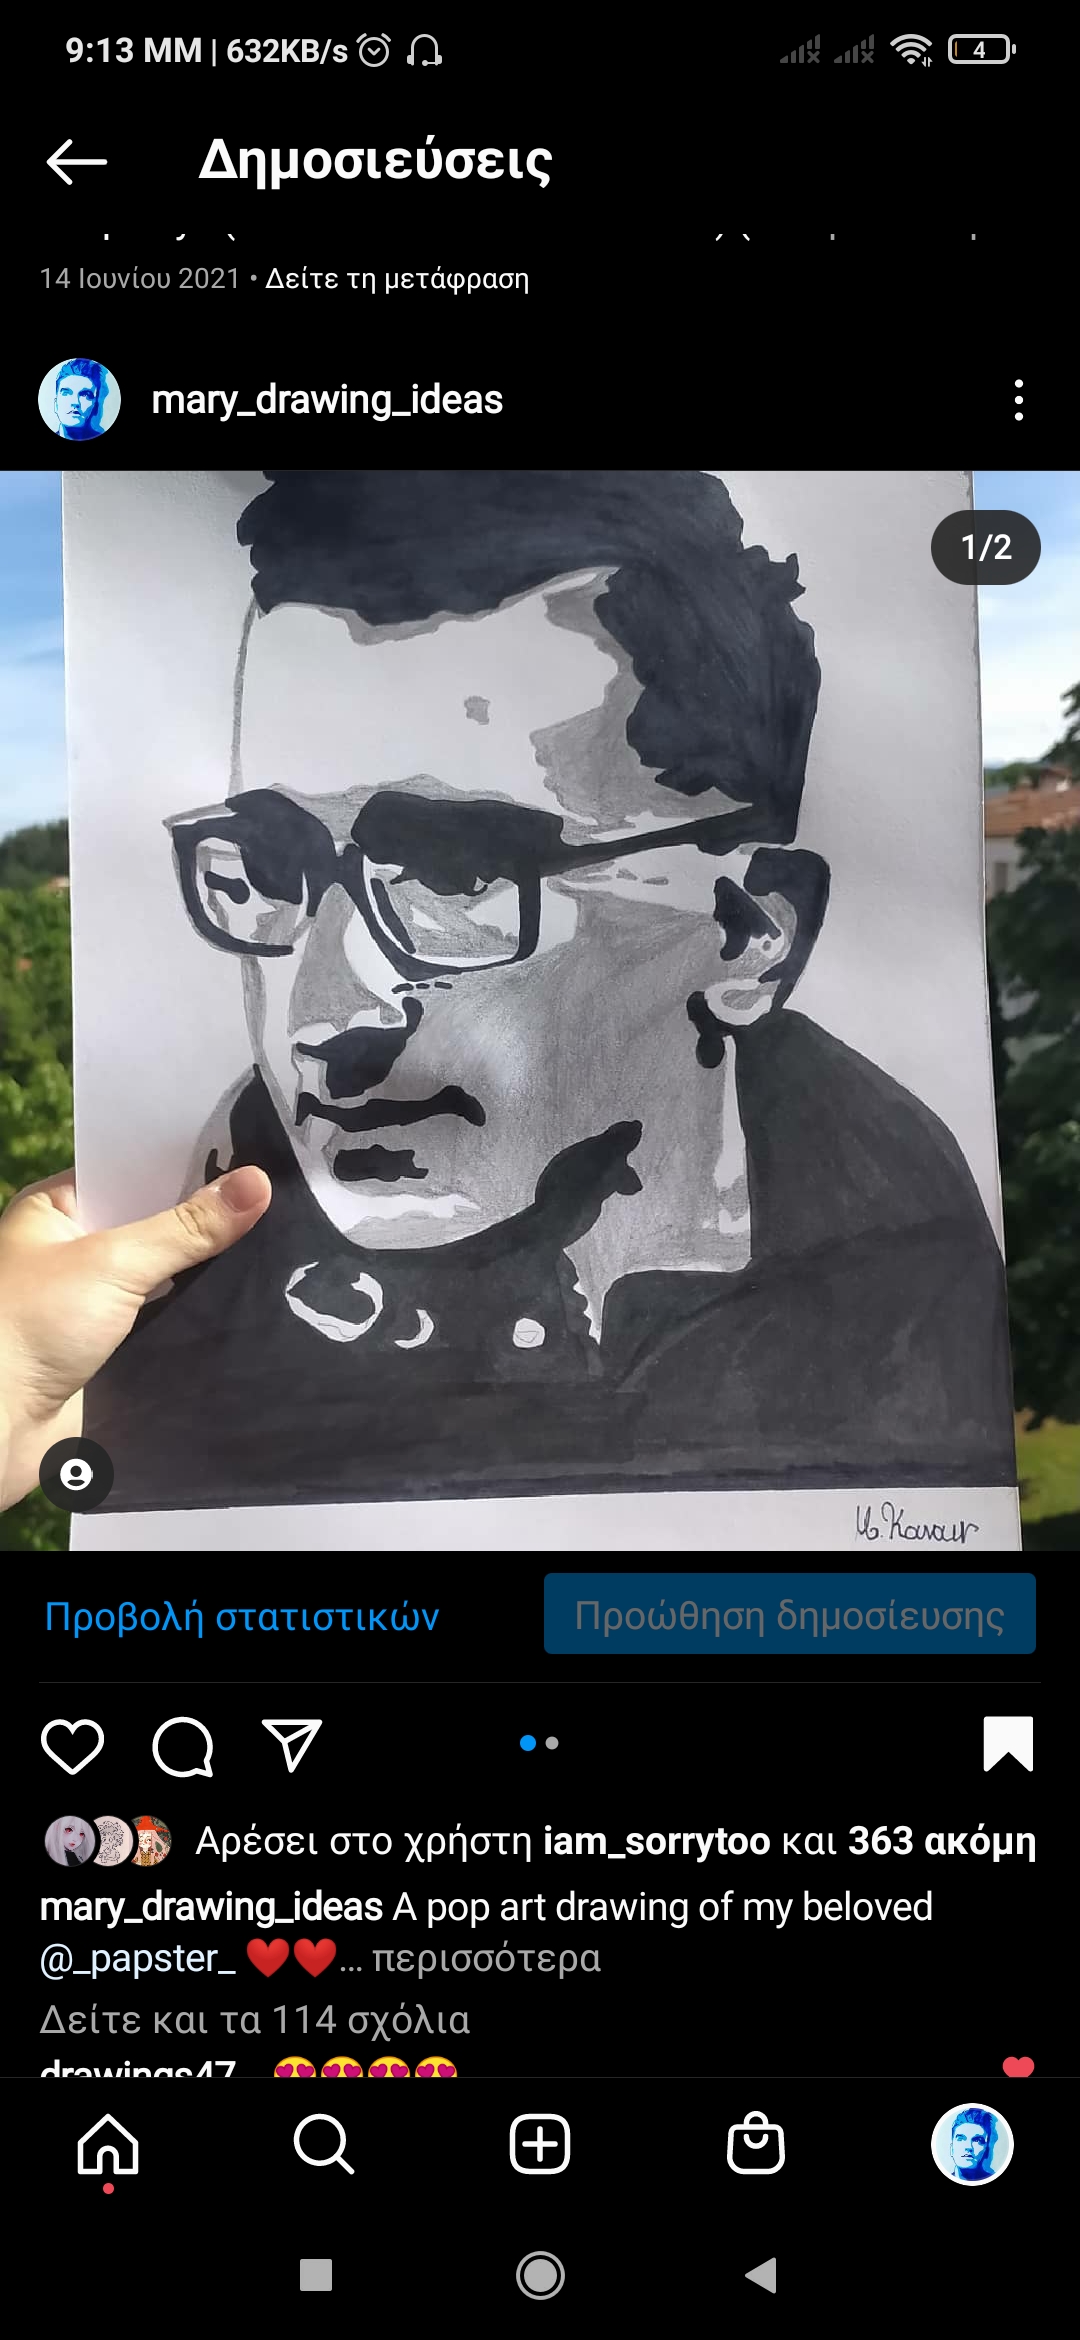 9:13 ΜΜ | 632KB/s
4
Δημοσιεύσεις
14 Ιουνίου 2021 • Δείτε τη μετάφραση
mary_drawing_ideas
1/2
Προβολή στατιστικών
Προώθηση δημοσίευσης
Αρέσει στο χρήστη iam_sorrytoo και 363 ακόμη
mary_drawing_ideas A pop art drawing of my beloved
@_papster_ ❤️❤️... περισσότερα
Δείτε και τα 114 σχόλια
drawings47_ 😍😍😍😍